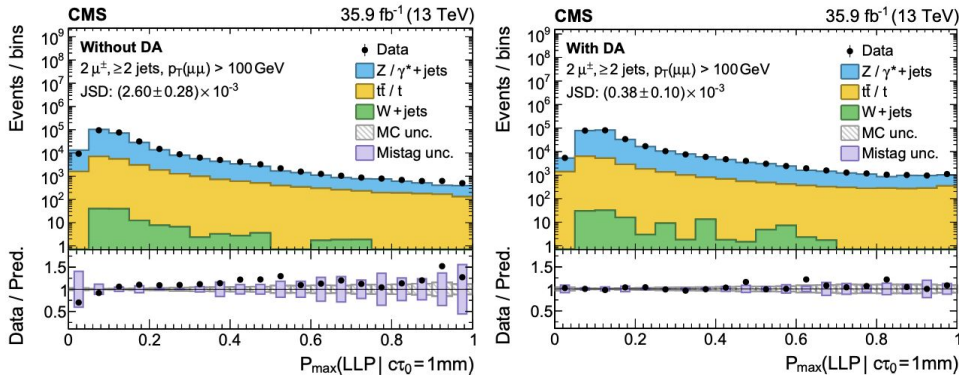 CMS 35.9 fb⁻¹ (13 TeV)
Events / bins
10⁹
10⁸
10⁷
10⁶
10⁵
10⁴
10³
10²
10
1
Without DA
2 μ±, ≥2 jets, pT(μμ) > 100 GeV
JSD: (2.60±0.28)×10⁻³
Data
Z / γ*+jets
tt̄ / t
W+jets
MC unc.
Mistag unc.
Data / Pred.
1.5
1
0.5
0 0.2 0.4 0.6 0.8 1
Pmax(LLP | cτ0=1mm)
CMS 35.9 fb⁻¹ (13 TeV)
Events / bins
10⁹
10⁸
10⁷
10⁶
10⁵
10⁴
10³
10²
10
1
With DA
2 μ±, ≥2 jets, pT(μμ) > 100 GeV
JSD: (0.38±0.10)×10⁻³
Data
Z / γ*+jets
tt̄ / t
W+jets
MC unc.
Mistag unc.
Data / Pred.
1.5
1
0.5
0 0.2 0.4 0.6 0.8 1
Pmax(LLP | cτ0=1mm)